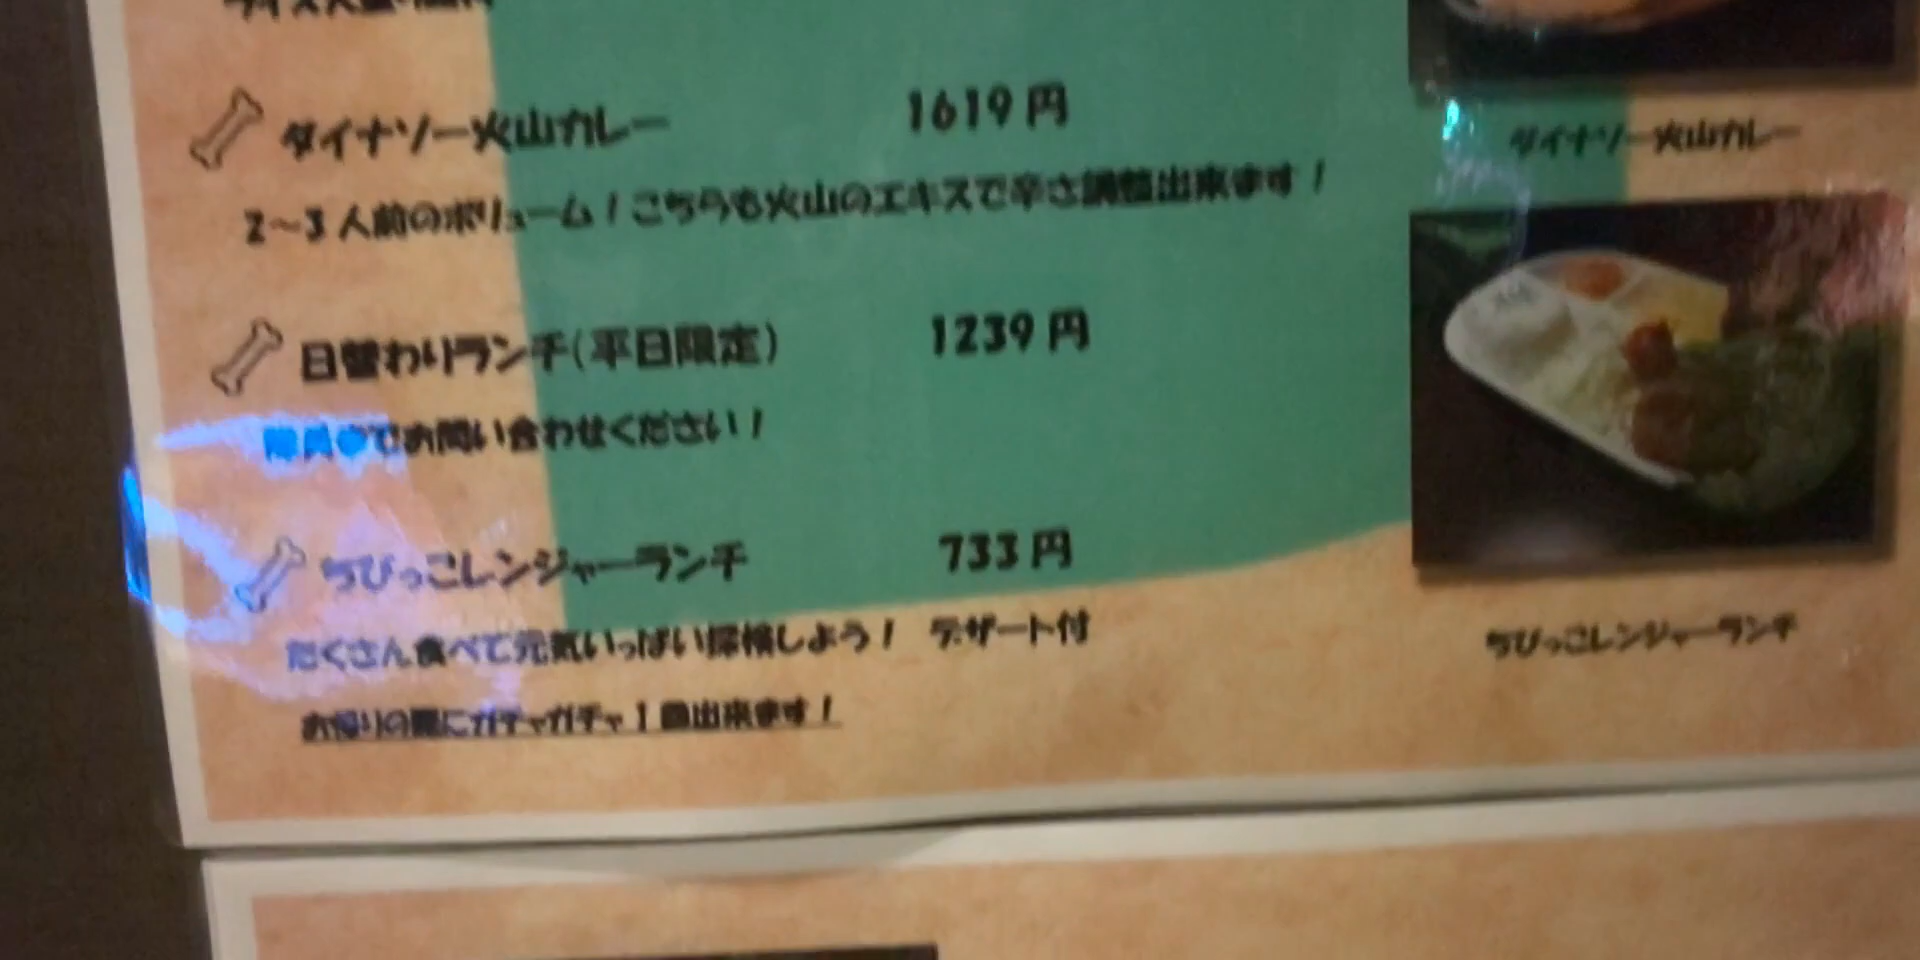 ダイナソー火山カレー 1619円
2～3人前のボリューム!こちらも火山のエキスで辛さ調整出来ます!
日替わりランチ(平日限定) 1239円
隊員までお問い合わせください!
ちびっこレンジャーランチ 733円
たくさん食べて元気いっぱい探検しよう! デザート付
お帰りの際にガチャガチャ1回出来ます!
ダイナソー火山カレー
ちびっこレンジャーランチ